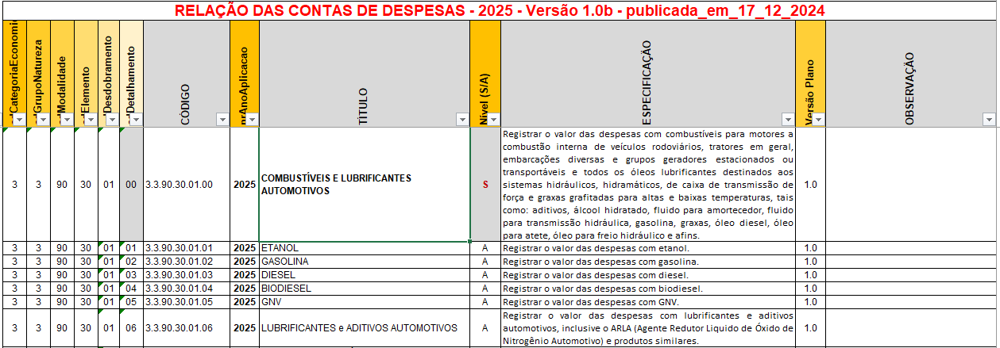 RELAÇÃO DAS CONTAS DE DESPESAS - 2025 - Versão 1.0b - publicada_em_17_12_2024
CÓDIGO
TÍTULO
Nível (S/A)
ESPECIFICAÇÃO
Versão Plano
OBSERVAÇÃO
3 3 90 30 01 00 3.3.90.30.01.00 2025 COMBUSTÍVEIS E LUBRIFICANTES
AUTOMOTIVOS
S
Registrar o valor das despesas com combustíveis para motores a
combustão interna de veículos rodoviários, tratores em geral,
embarcações diversas e grupos geradores estacionados ou
transportáveis e todos os óleos lubrificantes destinados aos
sistemas hidráulicos, hidramáticos, de caixa de transmissão de
força e graxas grafitadas para altas e baixas temperaturas, tais
como: aditivos, álcool hidratado, fluido para amortecedor, fluido
para transmissão hidráulica, gasolina, graxas, óleo diesel, óleo
para atete, óleo para freio hidráulico e afins.
1.0
3 3 90 30 01 01 3.3.90.30.01.01 2025 ETANOL A Registrar o valor das despesas com etanol. 1.0
3 3 90 30 01 02 3.3.90.30.01.02 2025 GASOLINA A Registrar o valor das despesas com gasolina. 1.0
3 3 90 30 01 03 3.3.90.30.01.03 2025 DIESEL A Registrar o valor das despesas com diesel. 1.0
3 3 90 30 01 04 3.3.90.30.01.04 2025 BIODIESEL A Registrar o valor das despesas com biodiesel. 1.0
3 3 90 30 01 05 3.3.90.30.01.05 2025 GNV A Registrar o valor das despesas com GNV. 1.0
3 3 90 30 01 06 3.3.90.30.01.06 2025 LUBRIFICANTES e ADITIVOS AUTOMOTIVOS A
Registrar o valor das despesas com lubrificantes e aditivos
automotivos, inclusive o ARLA (Agente Redutor Liquido de Óxido de
Nitrogênio Automotivo) e produtos similares.
1.0